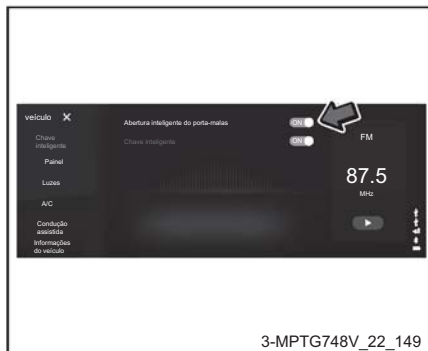 veículo X
Abertura inteligente do porta-malas ON
Chave
inteligente
Chave inteligente ON
FM
Painel
87.5
Luzes
MHz
A/C
Condução
assistida
Informações
do veículo
3-MPTG748V_22_149